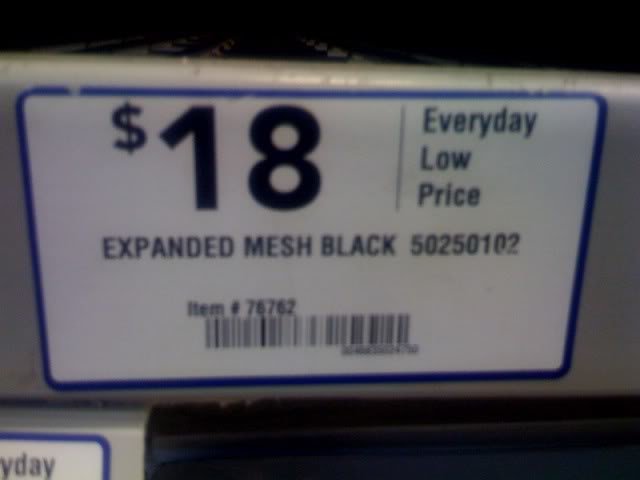 $18
Everyday
Low
Price
EXPANDED MESH BLACK 50250102
Item # 76762
yday